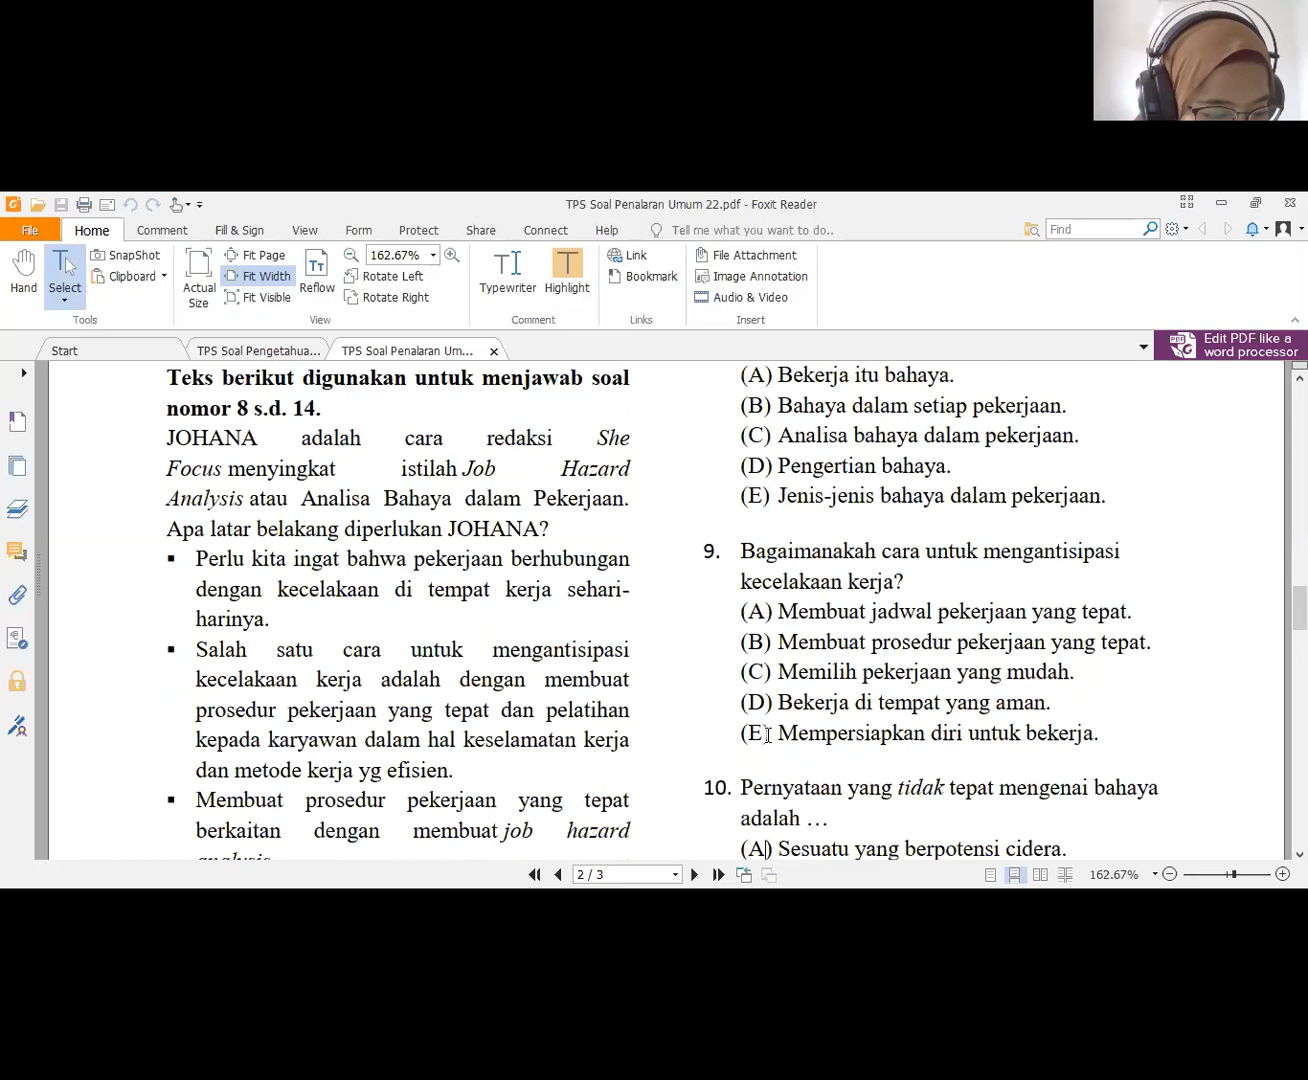 TPS Soal Penalaran Umum 22.pdf - Foxit Reader
File Home Comment Fill & Sign View Form Protect Share Connect Help Tell me what you want to do.. Find
Hand
Select
SnapShot
Clipboard
Tools
Actual Size
Fit Page
Fit Width
Fit Visible
Reflow
162.67%
Rotate Left
Rotate Right
View
Typewriter
Highlight
Comment
Link
Bookmark
Links
File Attachment
Image Annotation
Audio & Video
Insert
Start TPS Soal Pengetahua... TPS Soal Penalaran Um...
Edit PDF like a
word processor
Teks berikut digunakan untuk menjawab soal
nomor 8 s.d. 14.
JOHANA adalah cara redaksi She
Focus menyingkat istilah Job Hazard
Analysis atau Analisa Bahaya dalam Pekerjaan.
Apa latar belakang diperlukan JOHANA?
▪ Perlu kita ingat bahwa pekerjaan berhubungan
dengan kecelakaan di tempat kerja sehari-
harinya.
▪ Salah satu cara untuk mengantisipasi
kecelakaan kerja adalah dengan membuat
prosedur pekerjaan yang tepat dan pelatihan
kepada karyawan dalam hal keselamatan kerja
dan metode kerja yg efisien.
▪ Membuat prosedur pekerjaan yang tepat
berkaitan dengan membuat job hazard
analysis
(A) Bekerja itu bahaya.
(B) Bahaya dalam setiap pekerjaan.
(C) Analisa bahaya dalam pekerjaan.
(D) Pengertian bahaya.
(E) Jenis-jenis bahaya dalam pekerjaan.
9. Bagaimanakah cara untuk mengantisipasi
kecelakaan kerja?
(A) Membuat jadwal pekerjaan yang tepat.
(B) Membuat prosedur pekerjaan yang tepat.
(C) Memilih pekerjaan yang mudah.
(D) Bekerja di tempat yang aman.
(E) Mempersiapkan diri untuk bekerja.
10. Pernyataan yang tidak tepat mengenai bahaya
adalah …
(A) Sesuatu yang berpotensi cidera.
2 / 3
162.67%